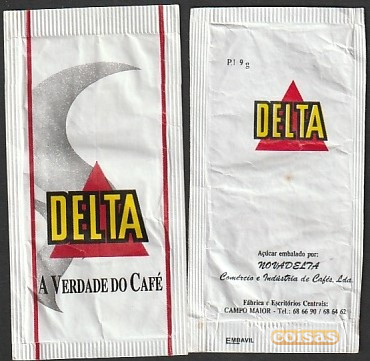 DELTA
A VERDADE DO CAFÉ
P.l 9g
DELTA
Açúcar embalado por:
NOVADELTA
Comércio e Indústria de Cafés, Lda.
Fábrica e Escritórios Centrais:
CAMPO MAIOR - Tel.: 68 66 90 / 68 64 62
EMBAVIL
coisas